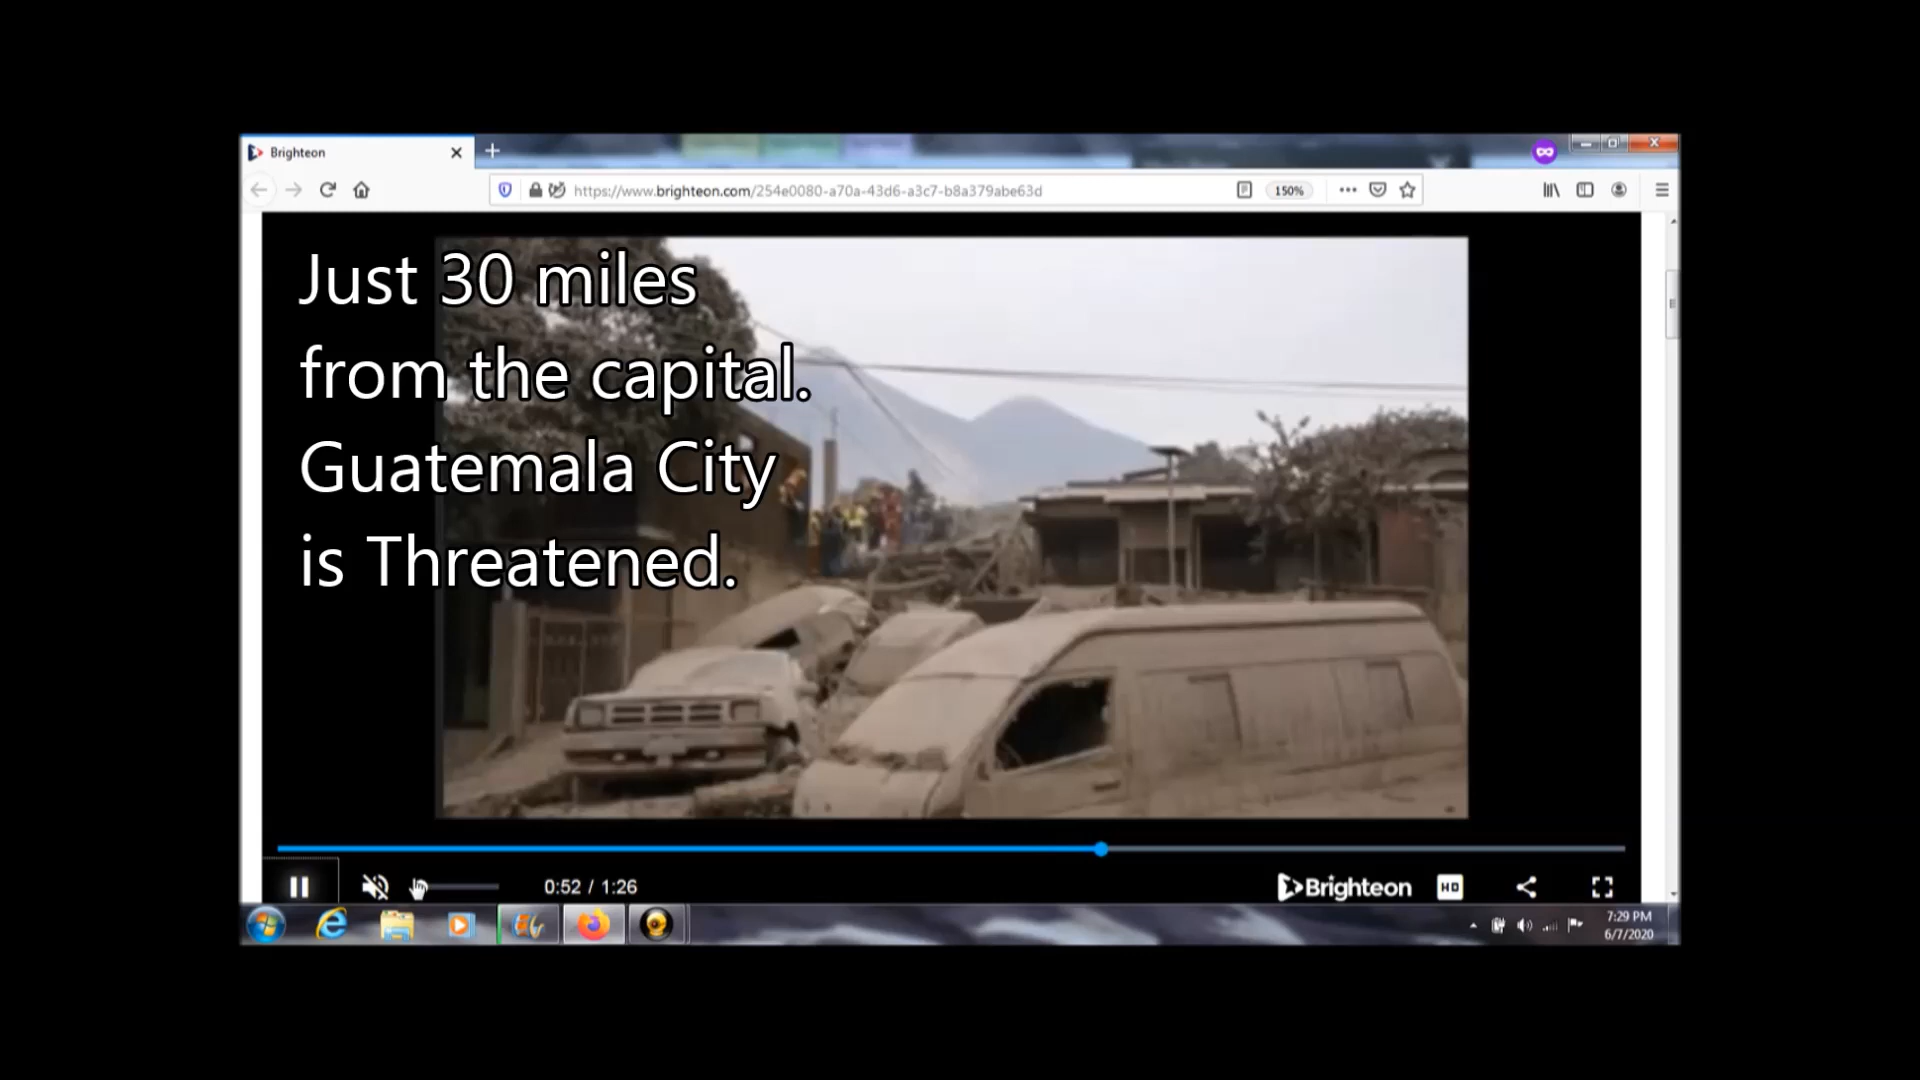 Brighteon
https://www.brighteon.com/254e0080-a70a-43d6-a3c7-b8a379abe63d
150%
Just 30 miles
from the capital.
Guatemala City
is Threatened.
0:52 / 1:26
Brighteon
HD
7:29 PM
6/7/2020